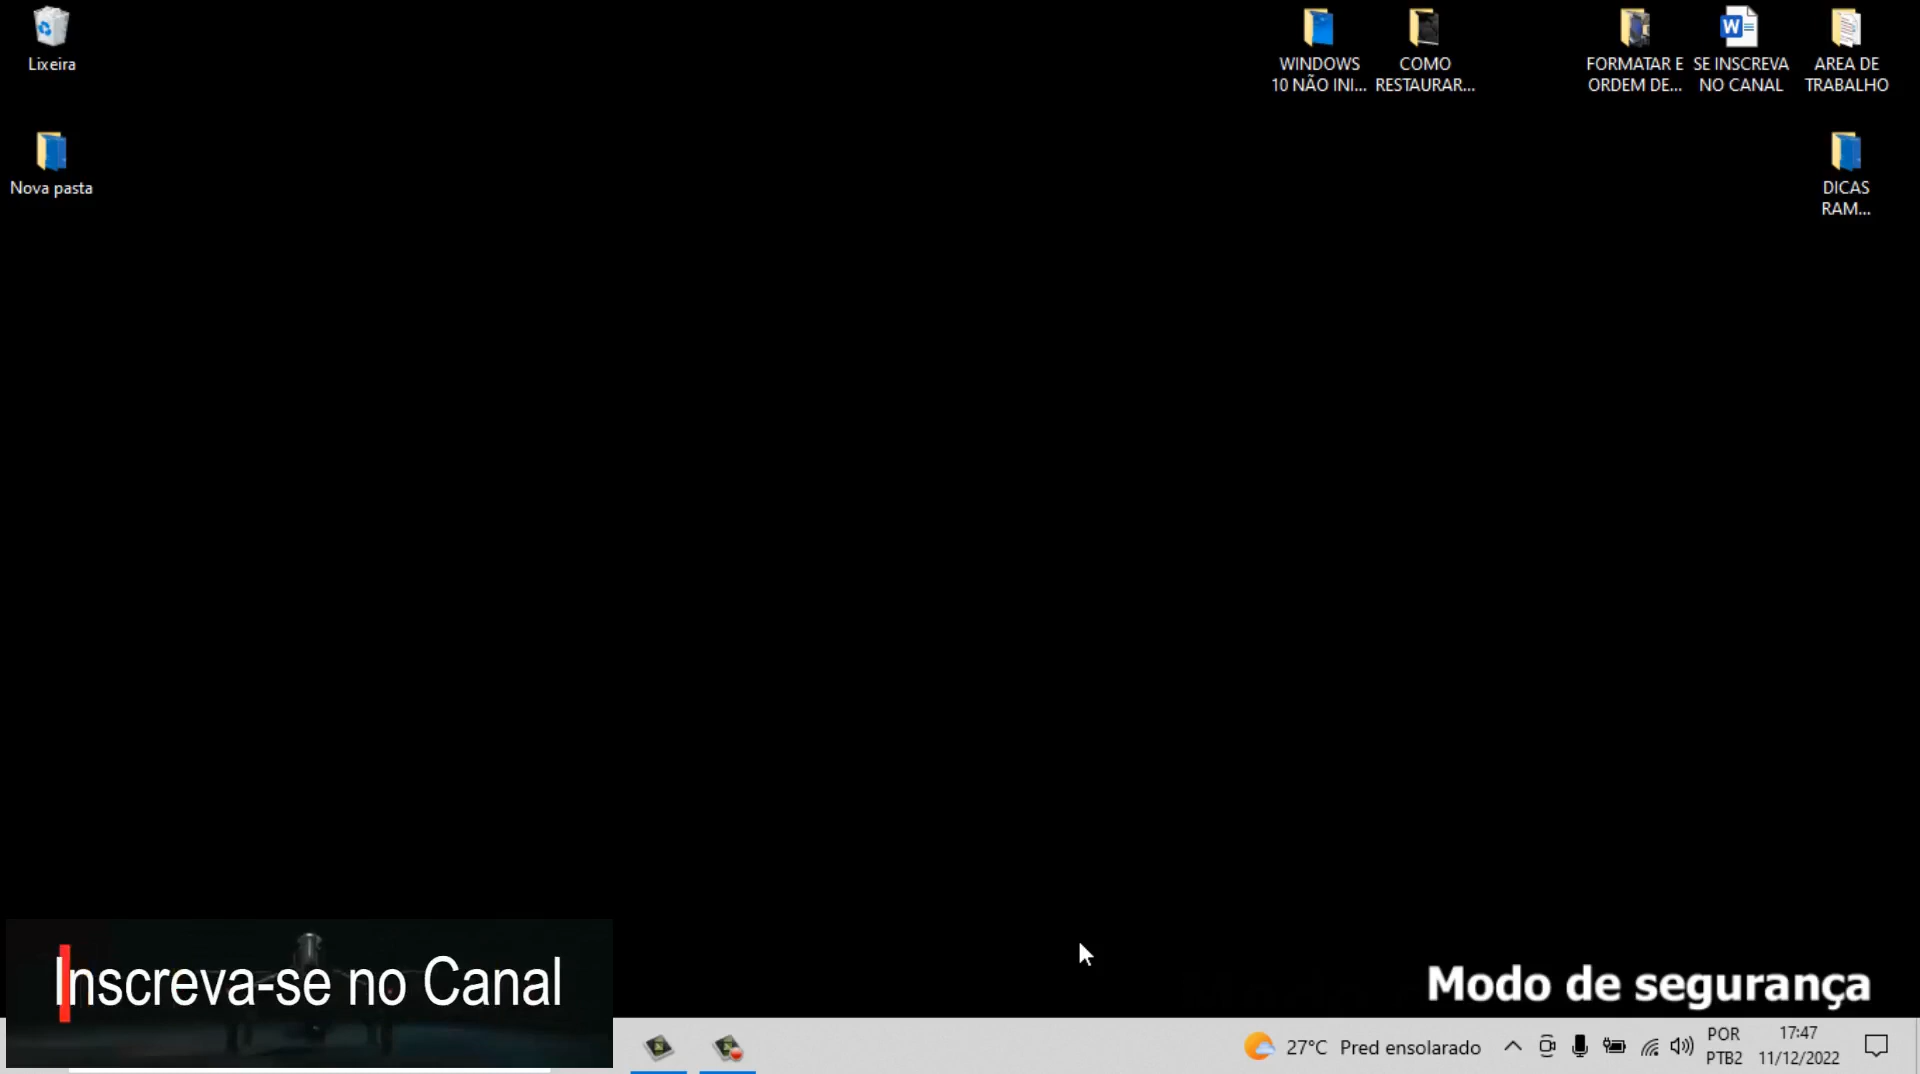 Lixeira
WINDOWS
10 NÃO INI...
COMO
RESTAURAR...
FORMATAR E
ORDEM DE...
SE INSCREVA
NO CANAL
AREA DE
TRABALHO
Nova pasta
DICAS
RAM...
Inscreva-se no Canal
Modo de segurança
27°C Pred ensolarado
POR
PTB2
17:47
11/12/2022